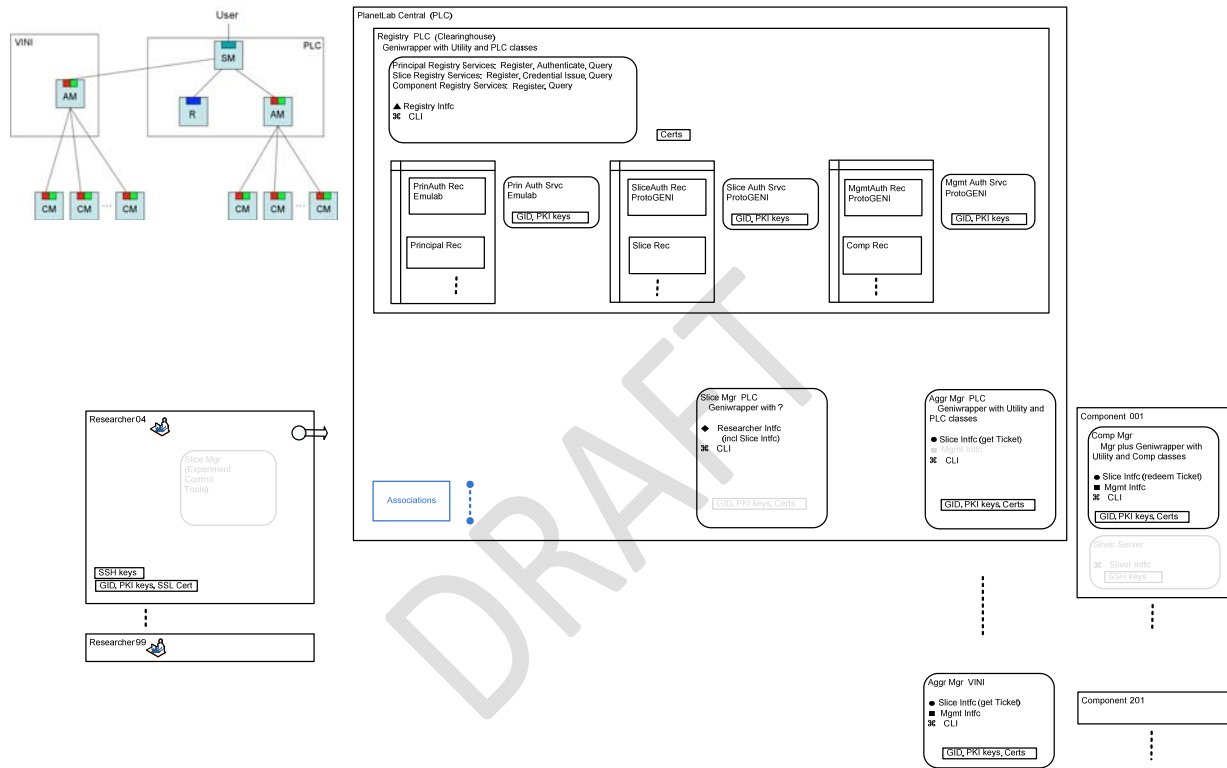 User
VINI
PLC
SM
AM
R
AM
CM
CM
CM
CM
CM
CM
PlanetLab Central (PLC)
Registry PLC (Clearinghouse)
Geniwrapper with Utility and PLC classes
Principal Registry Services: Register, Authenticate, Query
Slice Registry Services: Register, Credential Issue, Query
Component Registry Services: Register, Query
▲ Registry Intfc
⌘ CLI
Certs
PrinAuth Rec
Emulab
Principal Rec
Prin Auth Srvc
Emulab
GID, PKI keys
SliceAuth Rec
ProtoGENI
Slice Rec
Slice Auth Srvc
ProtoGENI
GID, PKI keys
MgmtAuth Rec
ProtoGENI
Comp Rec
Mgmt Auth Srvc
ProtoGENI
GID, PKI keys
Researcher 04
Slice Mgr
(Experiment
Control
Tools)
SSH keys
GID, PKI keys, SSL Cert
Researcher 99
Associations
Slice Mgr PLC
Geniwrapper with ?
◆ Researcher Intfc
(incl Slice Intfc)
⌘ CLI
GID, PKI keys, Certs
Aggr Mgr PLC
Geniwrapper with Utility and
PLC classes
● Slice Intfc (get Ticket)
■ Mgmt Intfc
⌘ CLI
GID, PKI keys, Certs
Component 001
Comp Mgr
Mgr plus Geniwrapper with
Utility and Comp classes
● Slice Intfc (redeem Ticket)
■ Mgmt Intfc
⌘ CLI
GID, PKI keys, Certs
Sliver Server
⌘ Sliver Intfc
SSH keys
Aggr Mgr VINI
● Slice Intfc (get Ticket)
■ Mgmt Intfc
⌘ CLI
GID, PKI keys, Certs
Component 201
DRAFT